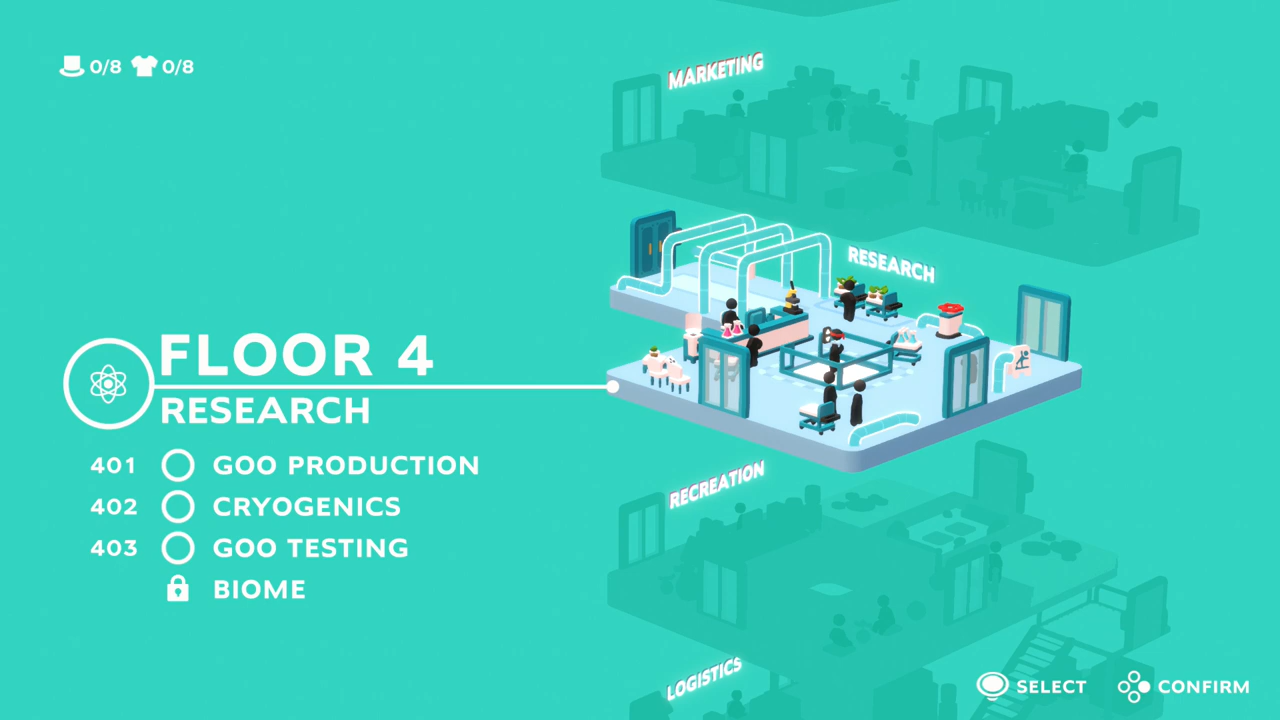 0/8 0/8
MARKETING
RESEARCH
FLOOR 4
RESEARCH
401 GOO PRODUCTION
402 CRYOGENICS
403 GOO TESTING
BIOME
RECREATION
LOGISTICS
SELECT CONFIRM